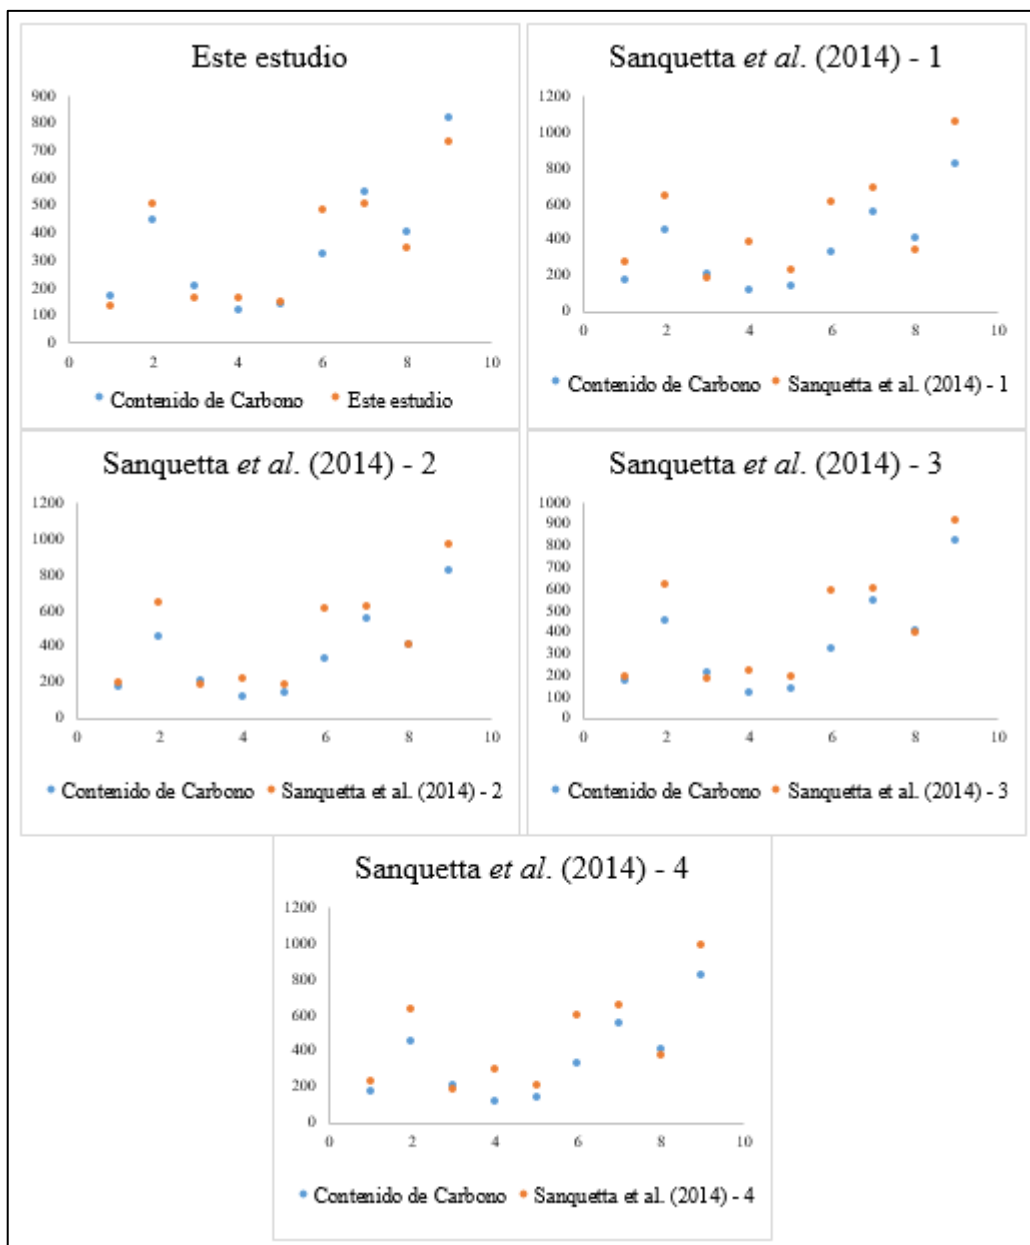 Este estudio
900
800
700
600
500
400
300
200
100
0
0 2 4 6 8 10
Contenido de Carbono Este estudio
Sanquetta et al. (2014) - 1
1200
1000
800
600
400
200
0
0 2 4 6 8 10
Contenido de Carbono Sanquetta et al. (2014) - 1
Sanquetta et al. (2014) - 2
1200
1000
800
600
400
200
0
0 2 4 6 8 10
Contenido de Carbono Sanquetta et al. (2014) - 2
Sanquetta et al. (2014) - 3
1000
900
800
700
600
500
400
300
200
100
0
0 2 4 6 8 10
Contenido de Carbono Sanquetta et al. (2014) - 3
Sanquetta et al. (2014) - 4
1200
1000
800
600
400
200
0
0 2 4 6 8 10
Contenido de Carbono Sanquetta et al. (2014) - 4